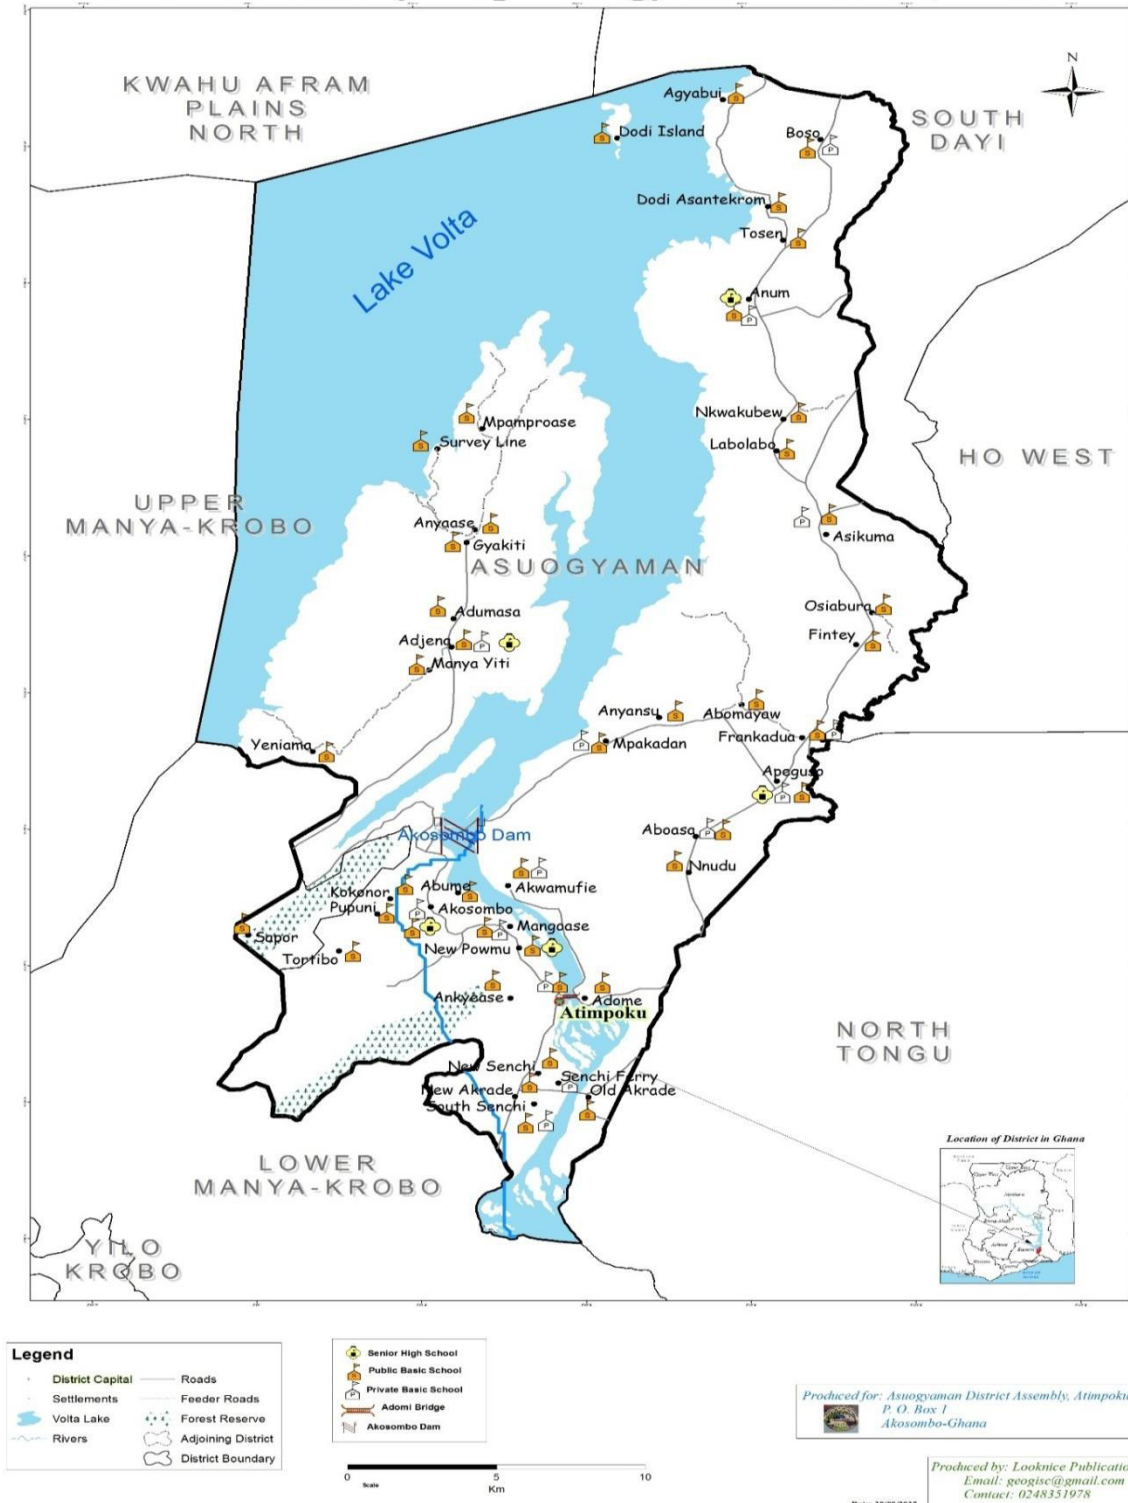 N
KWAHU AFRAM
PLAINS
NORTH
SOUTH
DAYI
Agyabui
Dodi Island
Boso
Dodi Asantekrom
Tosen
Lake Volta
Anum
Nkwakubew
Labolabo
HO WEST
Mpamproase
Survey Line
UPPER
MANYA-KROBO
Anyaase
Gyakiti
Asikuma
ASUOGYAMAN
Adumasa
Osiabura
Adjena
Fintey
Manya Yiti
Anyansu
Abomayaw
Yeniama
Mpakadan
Frankadua
Apeguso
Akosombo Dam
Aboasa
Nnudu
Kokonor
Abume
Akwamufie
Pupuni
Akosombo
Mangoase
Sapor
New Powmu
Tortibo
Ankyease
Adome
Atimpoku
NORTH
TONGU
New Senchi
Senchi Ferry
New Akrade
Old Akrade
South Senchi
LOWER
MANYA-KROBO
YILO
KROBO
Location of District in Ghana
Legend
District Capital
Roads
Settlements
Feeder Roads
Volta Lake
Forest Reserve
Rivers
Adjoining District
District Boundary
Senior High School
Public Basic School
Private Basic School
Adomi Bridge
Akosombo Dam
0 5 10
Scale
Km
Produced for: Asuogyaman District Assembly, Atimpoku
P. O. Box 1
Akosombo-Ghana
Produced by: Looknice Publicatio
Email: geogisc@gmail.com
Contact: 0248351978